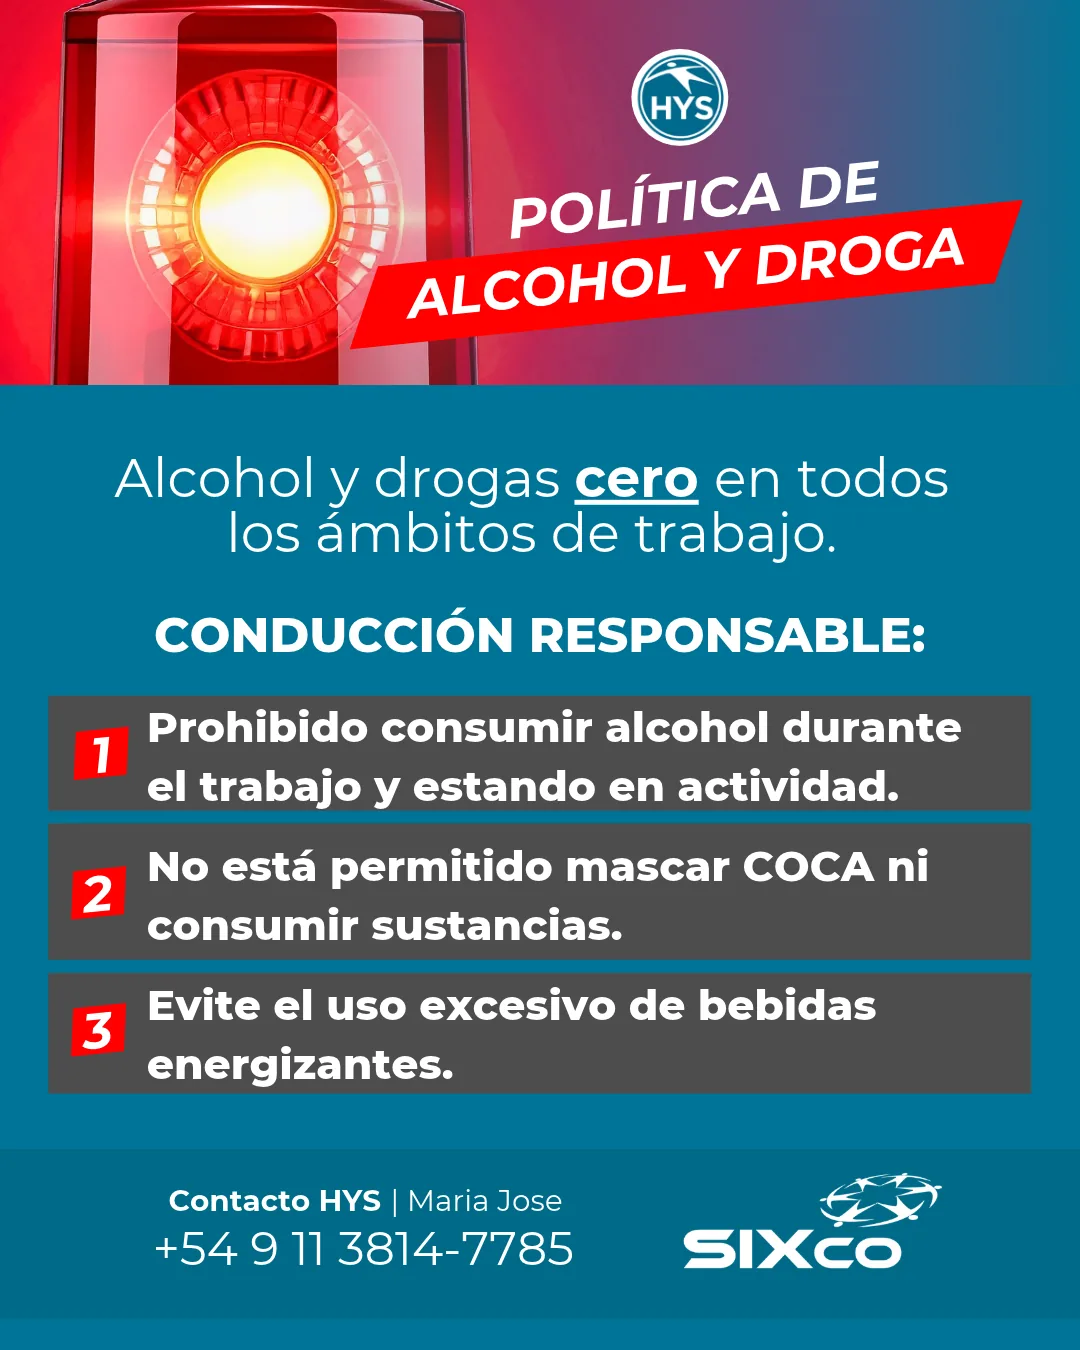 HYS
POLÍTICA DE
ALCOHOL Y DROGA
Alcohol y drogas cero en todos
los ámbitos de trabajo.
CONDUCCIÓN RESPONSABLE:
1 Prohibido consumir alcohol durante
el trabajo y estando en actividad.
2 No está permitido mascar COCA ni
consumir sustancias.
3 Evite el uso excesivo de bebidas
energizantes.
Contacto HYS | Maria Jose
+54 9 11 3814-7785
SIXCO